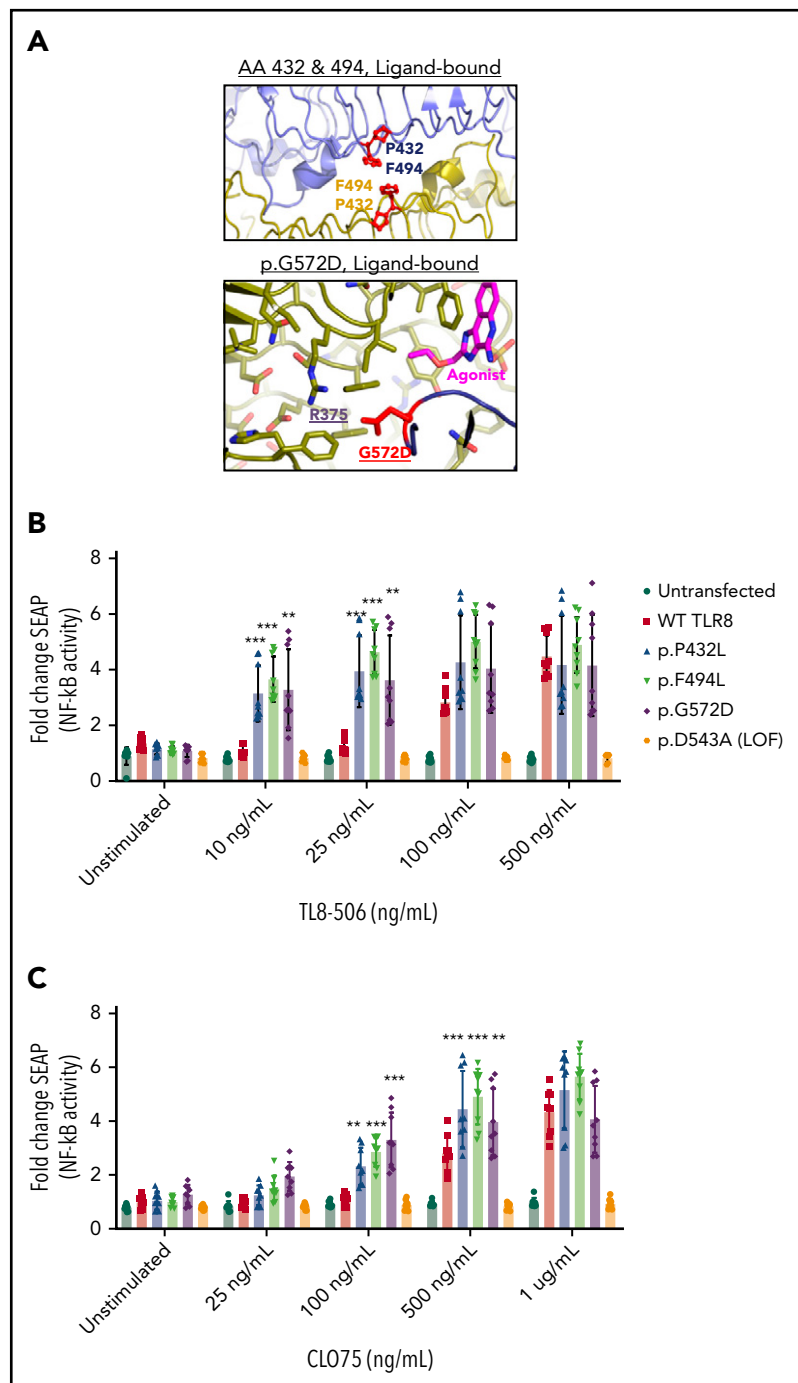 A
AA 432 & 494, Ligand-bound
P432
F494
F494
P432
p.G572D, Ligand-bound
Agonist
R375
G572D
B
8
6
4
2
0
Fold change SEAP
(NF-kB activity)
***
***
**
***
***
**
Unstimulated
10 ng/mL
25 ng/mL
100 ng/mL
500 ng/mL
TL8-506 (ng/mL)
Untransfected
WT TLR8
p.P432L
p.F494L
p.G572D
p.D543A (LOF)
C
8
6
4
2
0
Fold change SEAP
(NF-kB activity)
**
***
***
***
***
**
Unstimulated
25 ng/mL
100 ng/mL
500 ng/mL
1 ug/mL
CL075 (ng/mL)